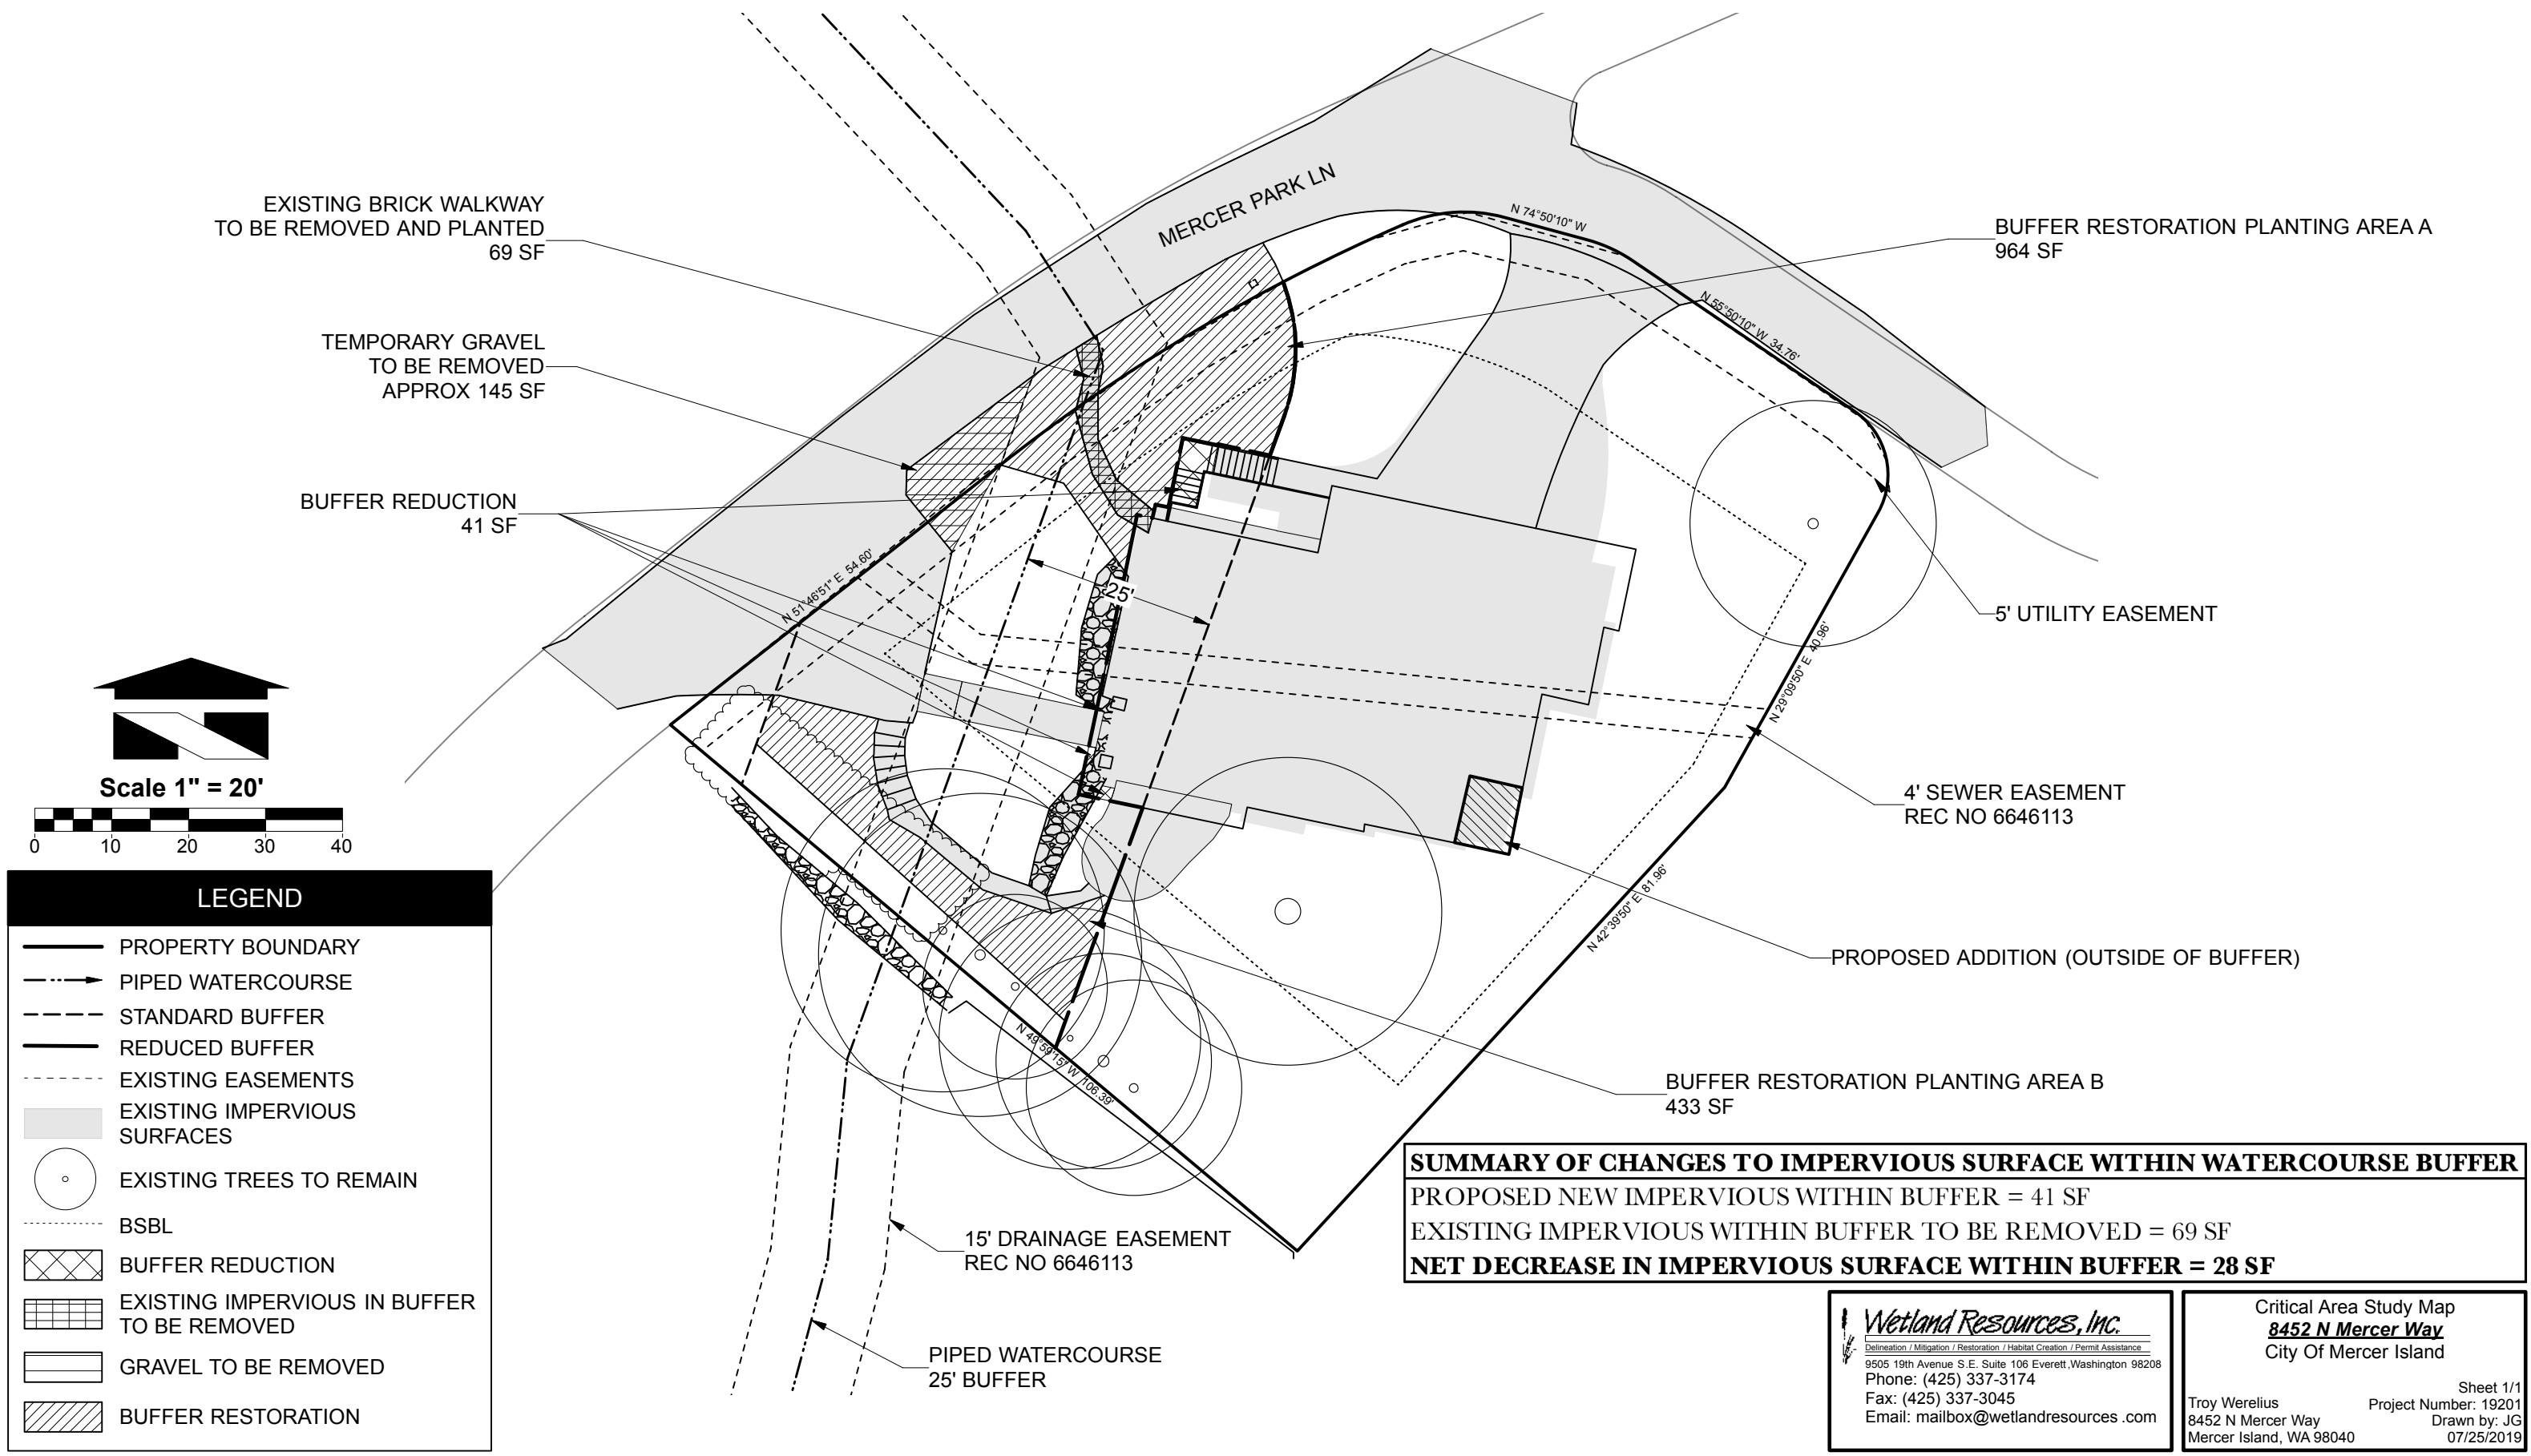 EXISTING BRICK WALKWAY
TO BE REMOVED AND PLANTED
69 SF
TEMPORARY GRAVEL
TO BE REMOVED
APPROX 145 SF
BUFFER REDUCTION
41 SF
MERCER PARK LN
N 74°50'10" W
N 55°50'10" W 34.76'
BUFFER RESTORATION PLANTING AREA A
964 SF
N 51°46'51" E 54.60'
25'
5' UTILITY EASEMENT
N 29°09'50" E 40.96'
4' SEWER EASEMENT
REC NO 6646113
N 42°39'50" E 81.96'
PROPOSED ADDITION (OUTSIDE OF BUFFER)
N 49°59'15" W 106.39'
BUFFER RESTORATION PLANTING AREA B
433 SF
15' DRAINAGE EASEMENT
REC NO 6646113
PIPED WATERCOURSE
25' BUFFER
Scale 1" = 20'
0 10 20 30 40
LEGEND
PROPERTY BOUNDARY
PIPED WATERCOURSE
STANDARD BUFFER
REDUCED BUFFER
EXISTING EASEMENTS
EXISTING IMPERVIOUS
SURFACES
EXISTING TREES TO REMAIN
BSBL
BUFFER REDUCTION
EXISTING IMPERVIOUS IN BUFFER
TO BE REMOVED
GRAVEL TO BE REMOVED
BUFFER RESTORATION
SUMMARY OF CHANGES TO IMPERVIOUS SURFACE WITHIN WATERCOURSE BUFFER
PROPOSED NEW IMPERVIOUS WITHIN BUFFER = 41 SF
EXISTING IMPERVIOUS WITHIN BUFFER TO BE REMOVED = 69 SF
NET DECREASE IN IMPERVIOUS SURFACE WITHIN BUFFER = 28 SF
Wetland Resources, Inc.
Delineation / Mitigation / Restoration / Habitat Creation / Permit Assistance
9505 19th Avenue S.E. Suite 106 Everett,Washington 98208
Phone: (425) 337-3174
Fax: (425) 337-3045
Email: mailbox@wetlandresources .com
Critical Area Study Map
8452 N Mercer Way
City Of Mercer Island
Troy Werelius
8452 N Mercer Way
Mercer Island, WA 98040
Sheet 1/1
Project Number: 19201
Drawn by: JG
07/25/2019